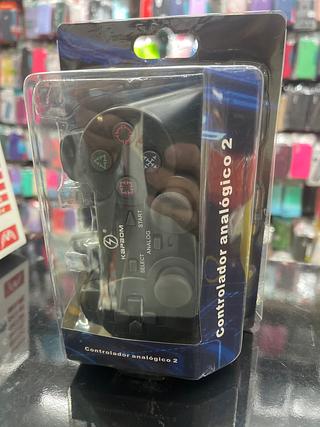 Controlador analógico 2
START
ANALOG
SELECT
KAPBOM
Controlador analógico 2